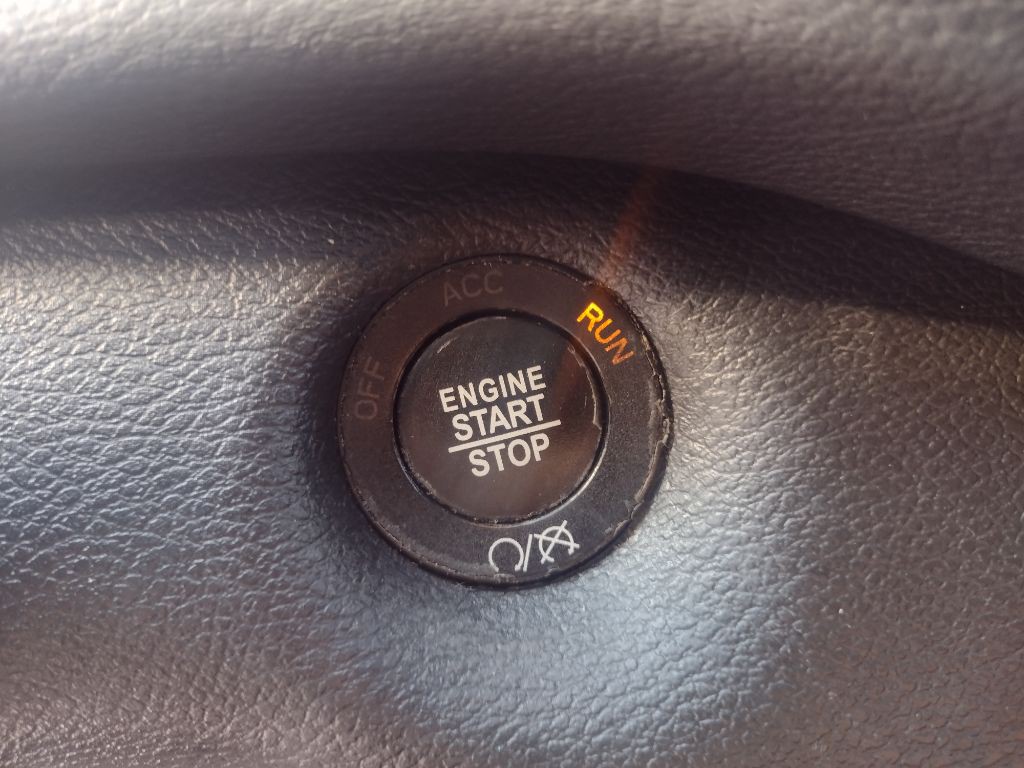 ACC
OFF
RUN
ENGINE
START
STOP